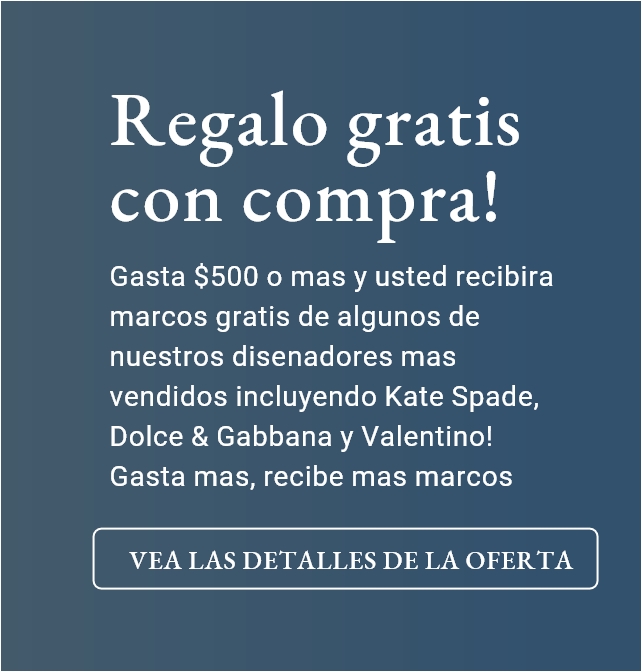 Regalo gratis
con compra!
Gasta $500 o mas y usted recibira
marcos gratis de algunos de
nuestros disenadores mas
vendidos incluyendo Kate Spade,
Dolce & Gabbana y Valentino!
Gasta mas, recibe mas marcos
VEA LAS DETALLES DE LA OFERTA